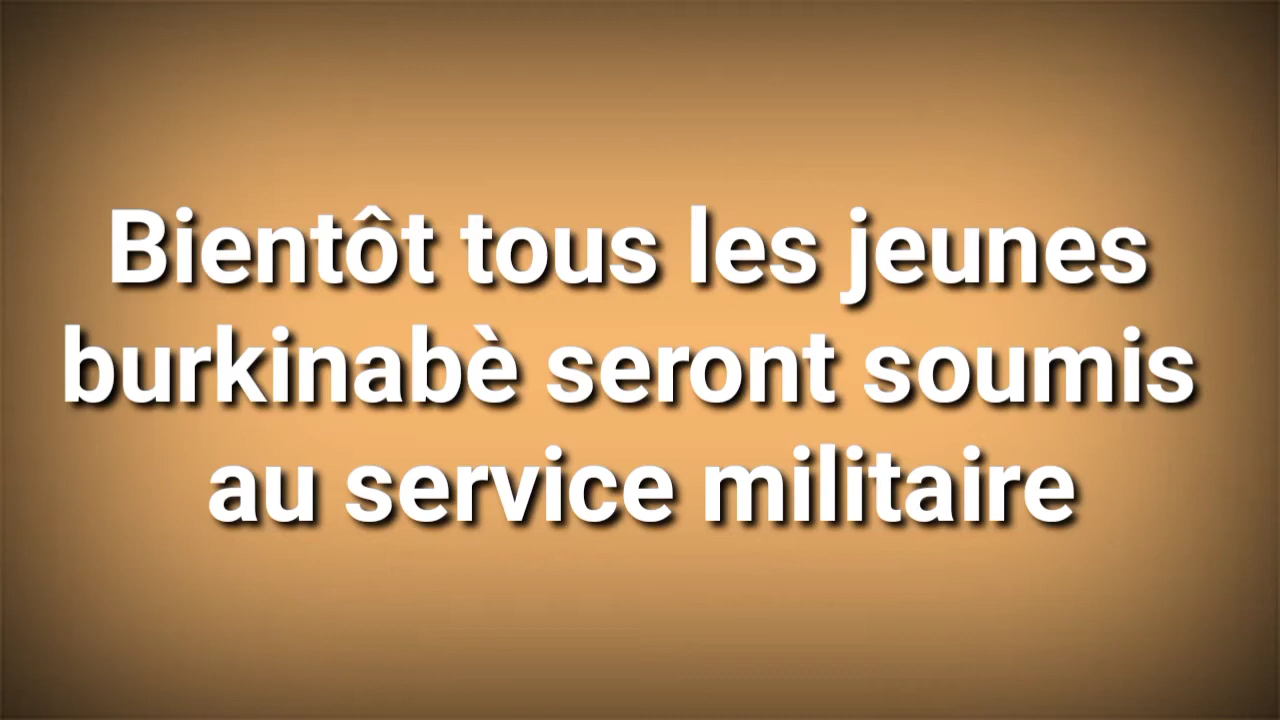 Bientôt tous les jeunes
burkinabè seront soumis
au service militaire